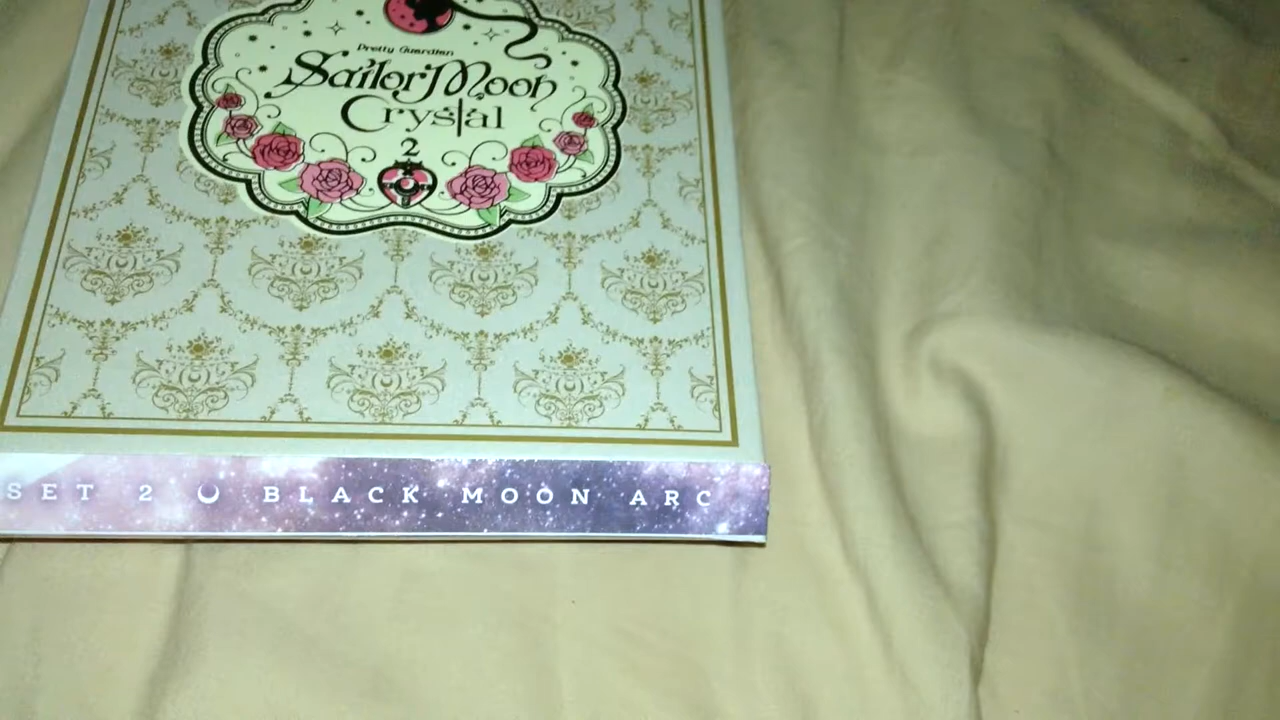 Pretty Guardian
Sailor Moon
Crystal
2
SET 2 BLACK MOON ARC